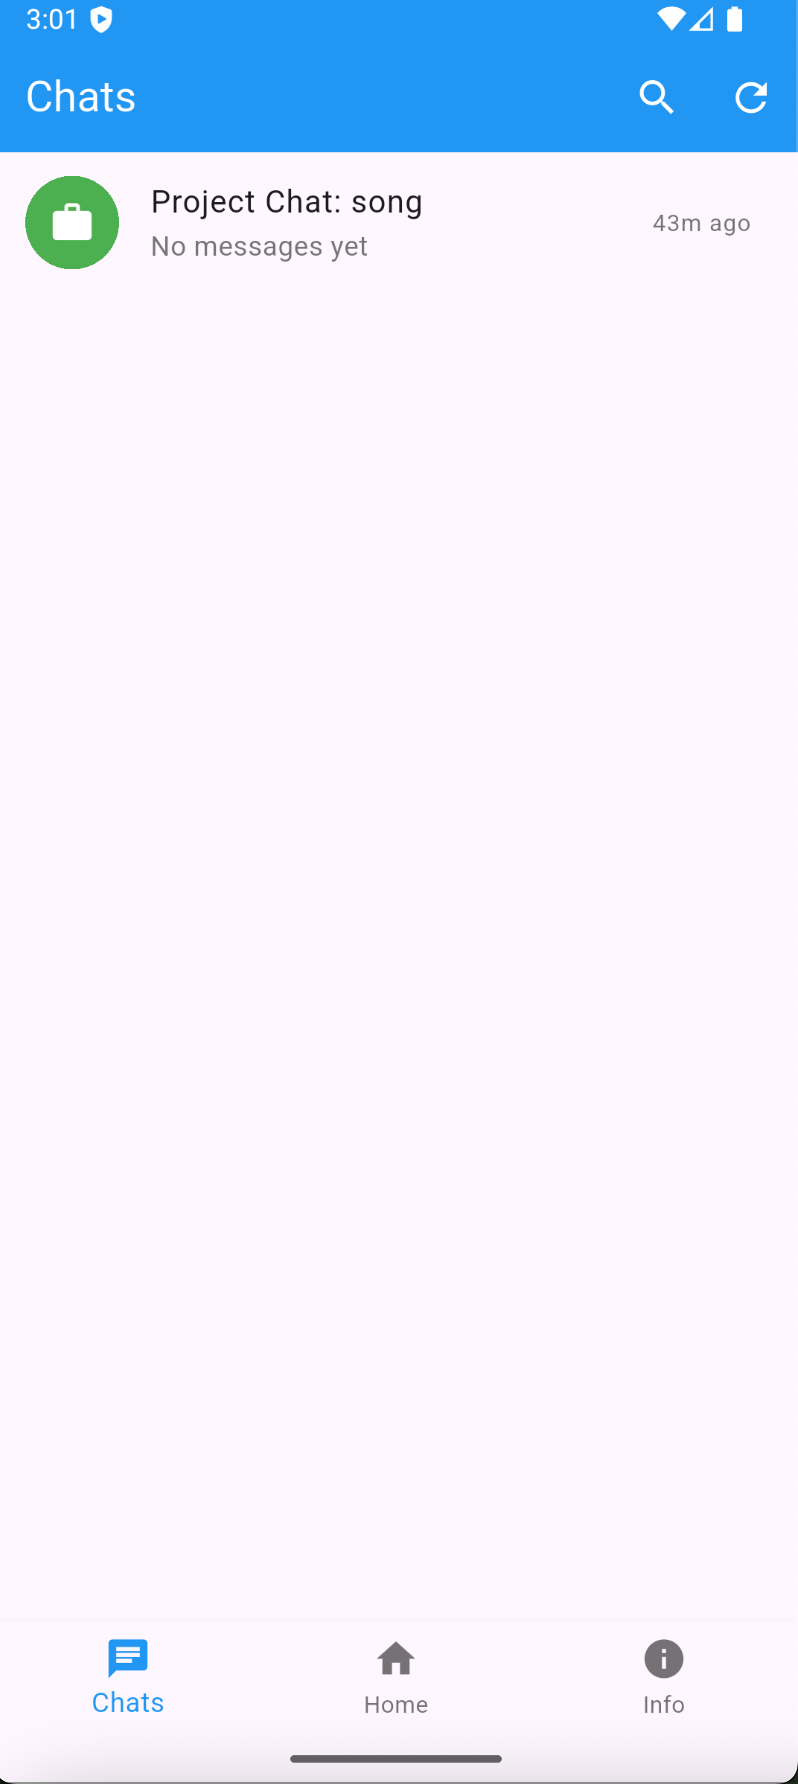 3:01
Chats
Project Chat: song
No messages yet
43m ago
Chats
Home
Info